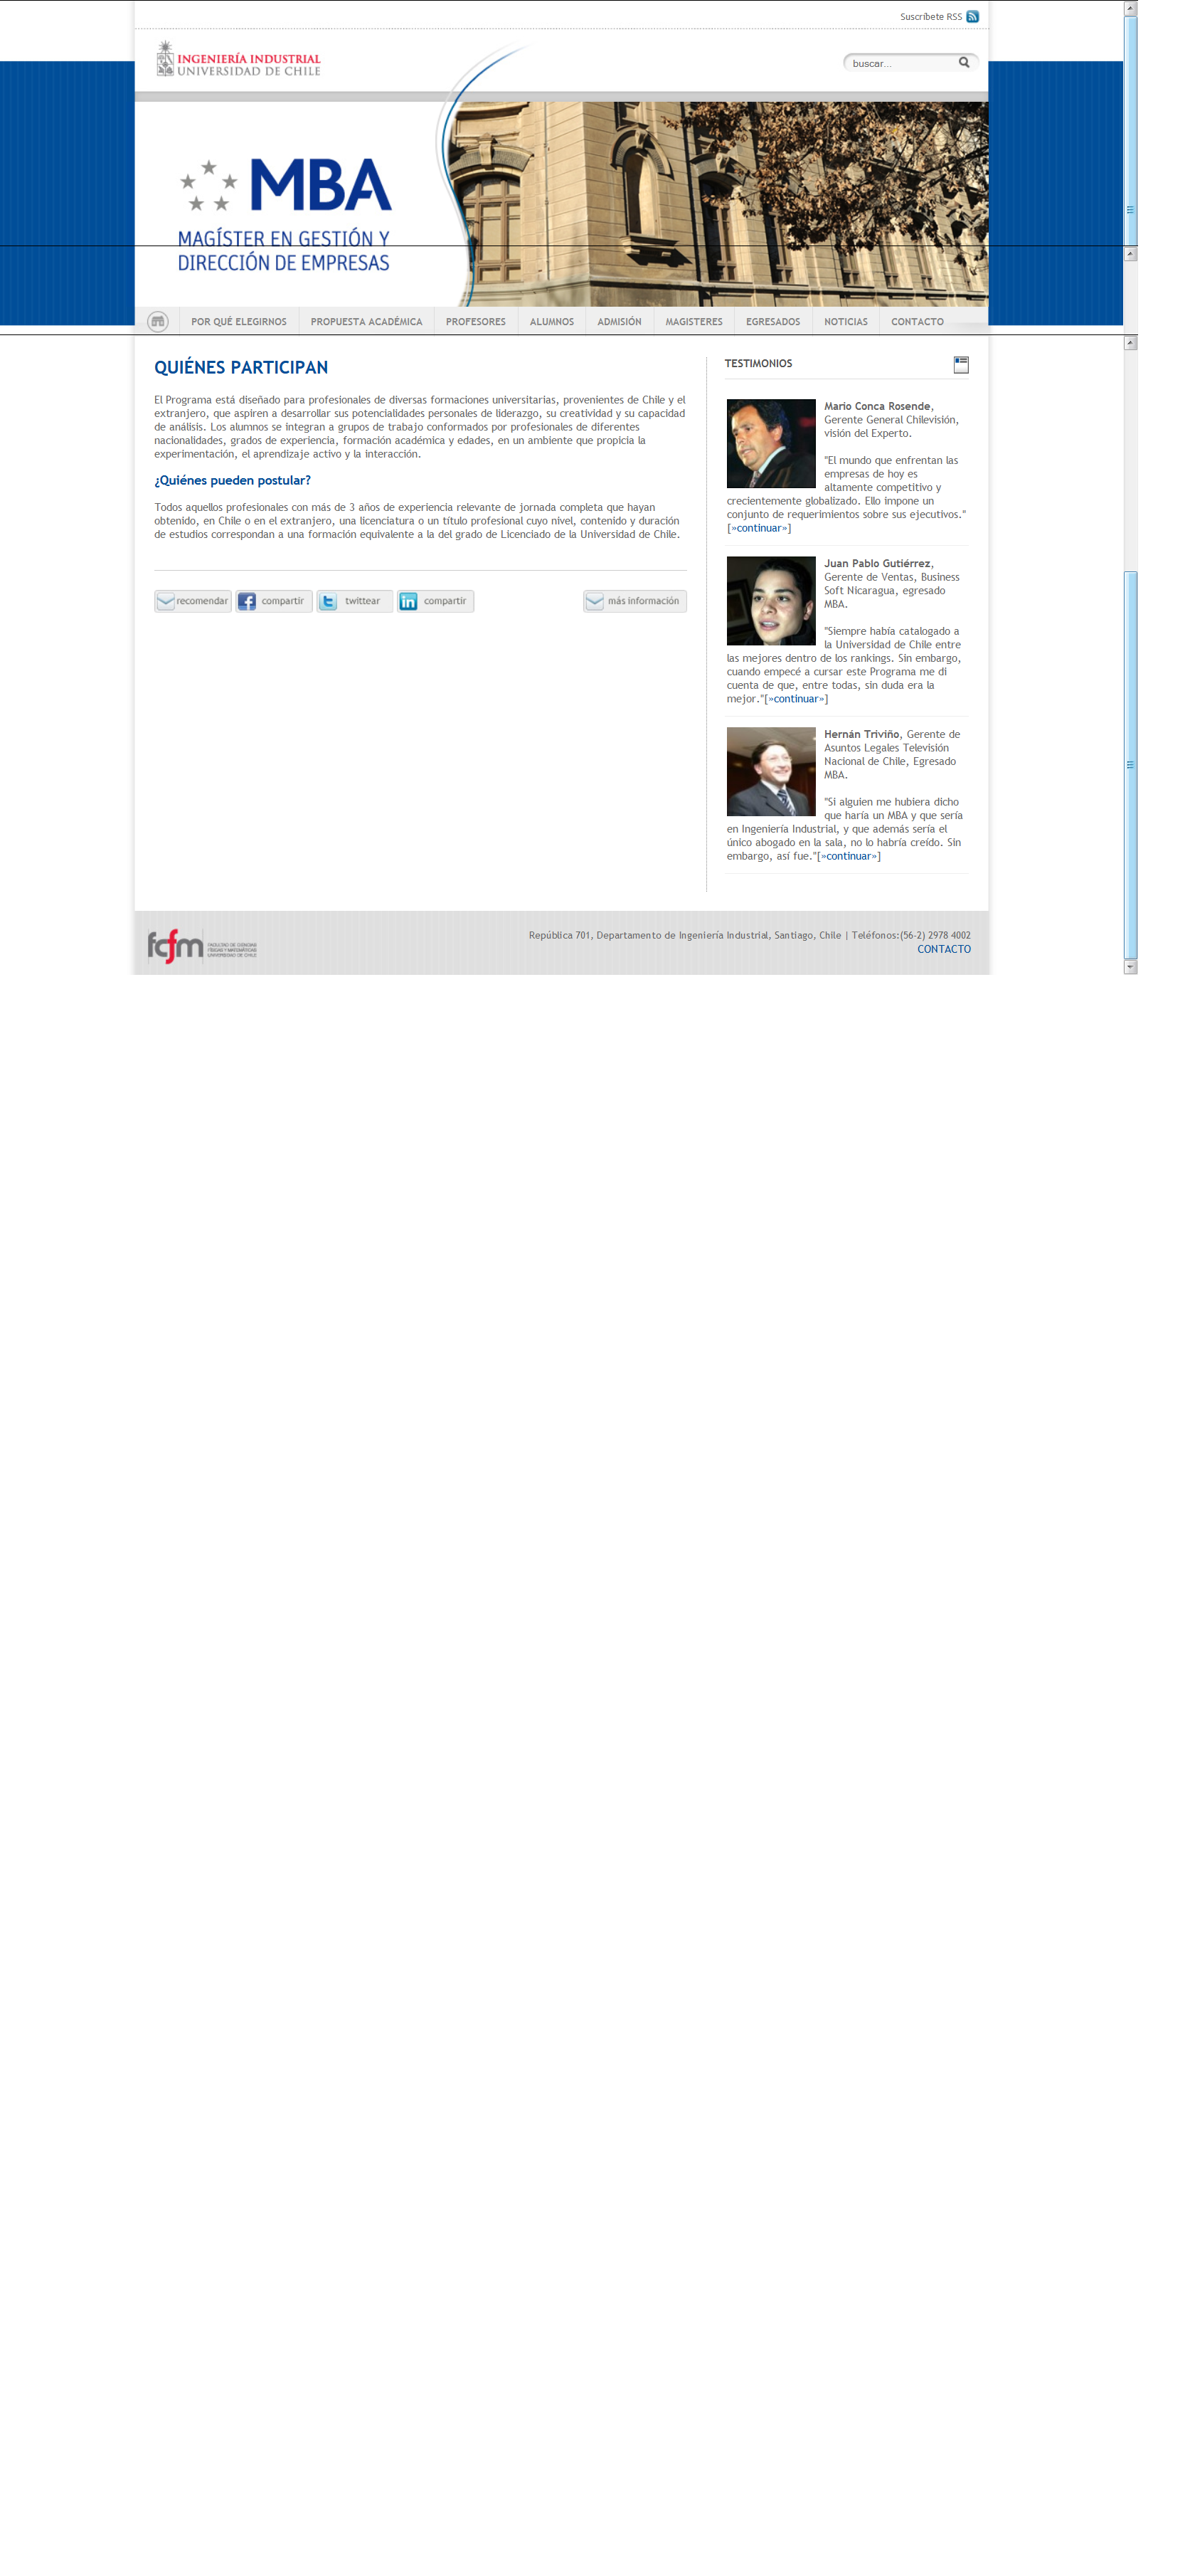 Suscríbete RSS
INGENIERÍA INDUSTRIAL
UNIVERSIDAD DE CHILE
buscar...
MBA
MAGÍSTER EN GESTIÓN Y
DIRECCIÓN DE EMPRESAS
POR QUÉ ELEGIRNOS PROPUESTA ACADÉMICA PROFESORES ALUMNOS ADMISIÓN MAGISTERES EGRESADOS NOTICIAS CONTACTO
QUIÉNES PARTICIPAN
El Programa está diseñado para profesionales de diversas formaciones universitarias, provenientes de Chile y el
extranjero, que aspiren a desarrollar sus potencialidades personales de liderazgo, su creatividad y su capacidad
de análisis. Los alumnos se integran a grupos de trabajo conformados por profesionales de diferentes
nacionalidades, grados de experiencia, formación académica y edades, en un ambiente que propicia la
experimentación, el aprendizaje activo y la interacción.
¿Quiénes pueden postular?
Todos aquellos profesionales con más de 3 años de experiencia relevante de jornada completa que hayan
obtenido, en Chile o en el extranjero, una licenciatura o un título profesional cuyo nivel, contenido y duración
de estudios correspondan a una formación equivalente a la del grado de Licenciado de la Universidad de Chile.
recomendar compartir twittear compartir más información
TESTIMONIOS
Mario Conca Rosende,
Gerente General Chilevisión,
visión del Experto.
"El mundo que enfrentan las
empresas de hoy es
altamente competitivo y
crecientemente globalizado. Ello impone un
conjunto de requerimientos sobre sus ejecutivos."
[»continuar»]
Juan Pablo Gutiérrez,
Gerente de Ventas, Business
Soft Nicaragua, egresado
MBA.
"Siempre había catalogado a
la Universidad de Chile entre
las mejores dentro de los rankings. Sin embargo,
cuando empecé a cursar este Programa me di
cuenta de que, entre todas, sin duda era la
mejor."[»continuar»]
Hernán Triviño, Gerente de
Asuntos Legales Televisión
Nacional de Chile, Egresado
MBA.
"Si alguien me hubiera dicho
que haría un MBA y que sería
en Ingeniería Industrial, y que además sería el
único abogado en la sala, no lo habría creído. Sin
embargo, así fue."[»continuar»]
fcfm
FACULTAD DE CIENCIAS
FÍSICAS Y MATEMÁTICAS
UNIVERSIDAD DE CHILE
República 701, Departamento de Ingeniería Industrial, Santiago, Chile | Teléfonos:(56-2) 2978 4002
CONTACTO